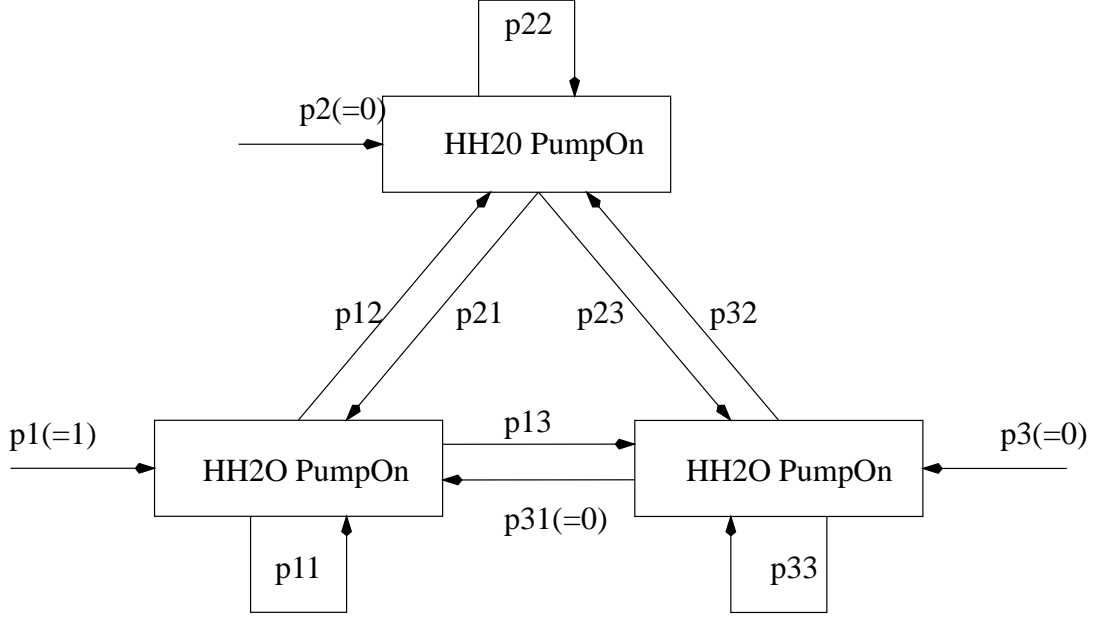 p22
p2(=0)
HH20 PumpOn
p12
p21
p23
p32
p1(=1)
p13
p3(=0)
HH2O PumpOn
HH2O PumpOn
p31(=0)
p11
p33